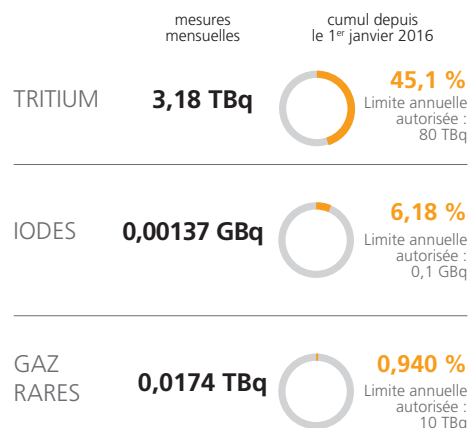 mesures
mensuelles
cumul depuis
le 1er janvier 2016
TRITIUM
3,18 TBq
45,1 %
Limite annuelle
autorisée :
80 TBq
IODES
0,00137 GBq
6,18 %
Limite annuelle
autorisée :
0,1 GBq
GAZ
RARES
0,0174 TBq
0,940 %
Limite annuelle
autorisée :
10 TBq